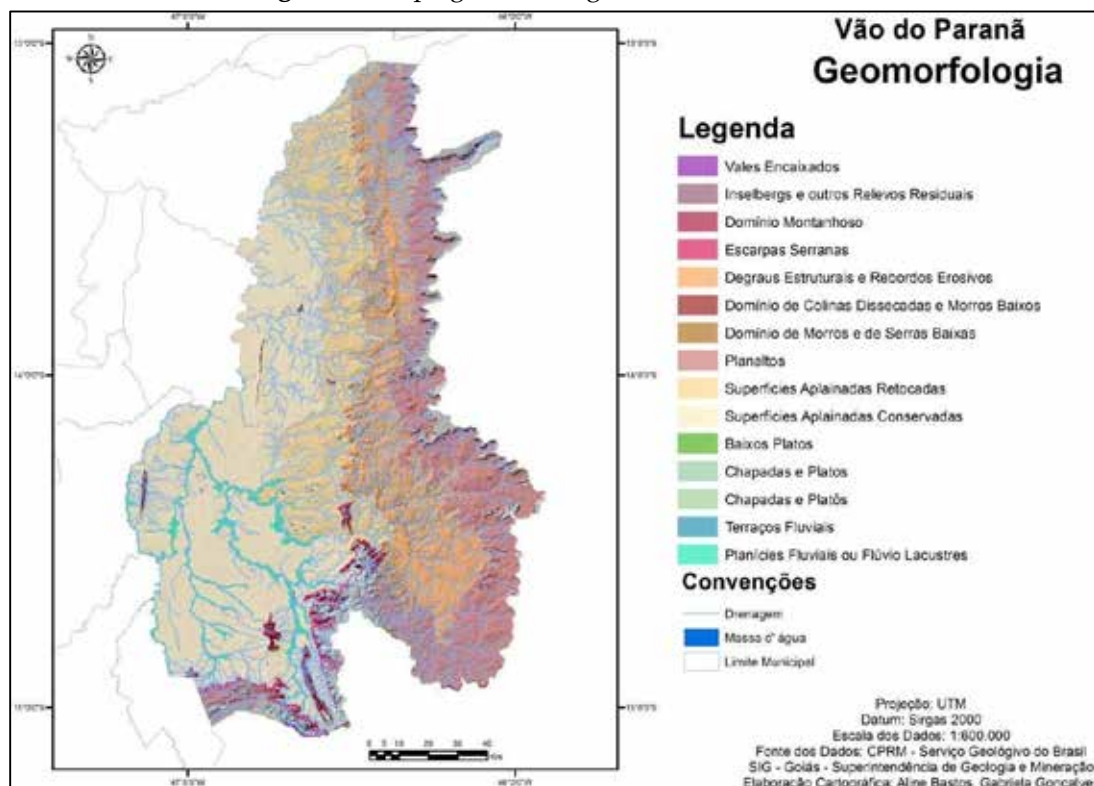 Vão do Paranã
Geomorfologia
Legenda
Vales Encaixados
Inselbergs e outros Relevos Residuais
Domínio Montanhoso
Escarpas Serranas
Degraus Estruturais e Rebordos Erosivos
Domínio de Colinas Dissecadas e Morros Baixos
Domínio de Morros e de Serras Baixas
Planaltos
Superfícies Aplainadas Retocadas
Superfícies Aplainadas Conservadas
Baixos Platos
Chapadas e Platos
Chapadas e Platôs
Terraços Fluviais
Planícies Fluviais ou Flúvio Lacustres
Convenções
Drenagem
Massa d' água
Limite Municipal
Projeção: UTM
Datum: Sirgas 2000
Escala dos Dados: 1:600.000
Fonte dos Dados: CPRM - Serviço Geológivo do Brasil
SIG - Goiás - Superintendência de Geologia e Mineração
Elaboração Cartográfica: Aline Bastos, Gabriela Gonçalve